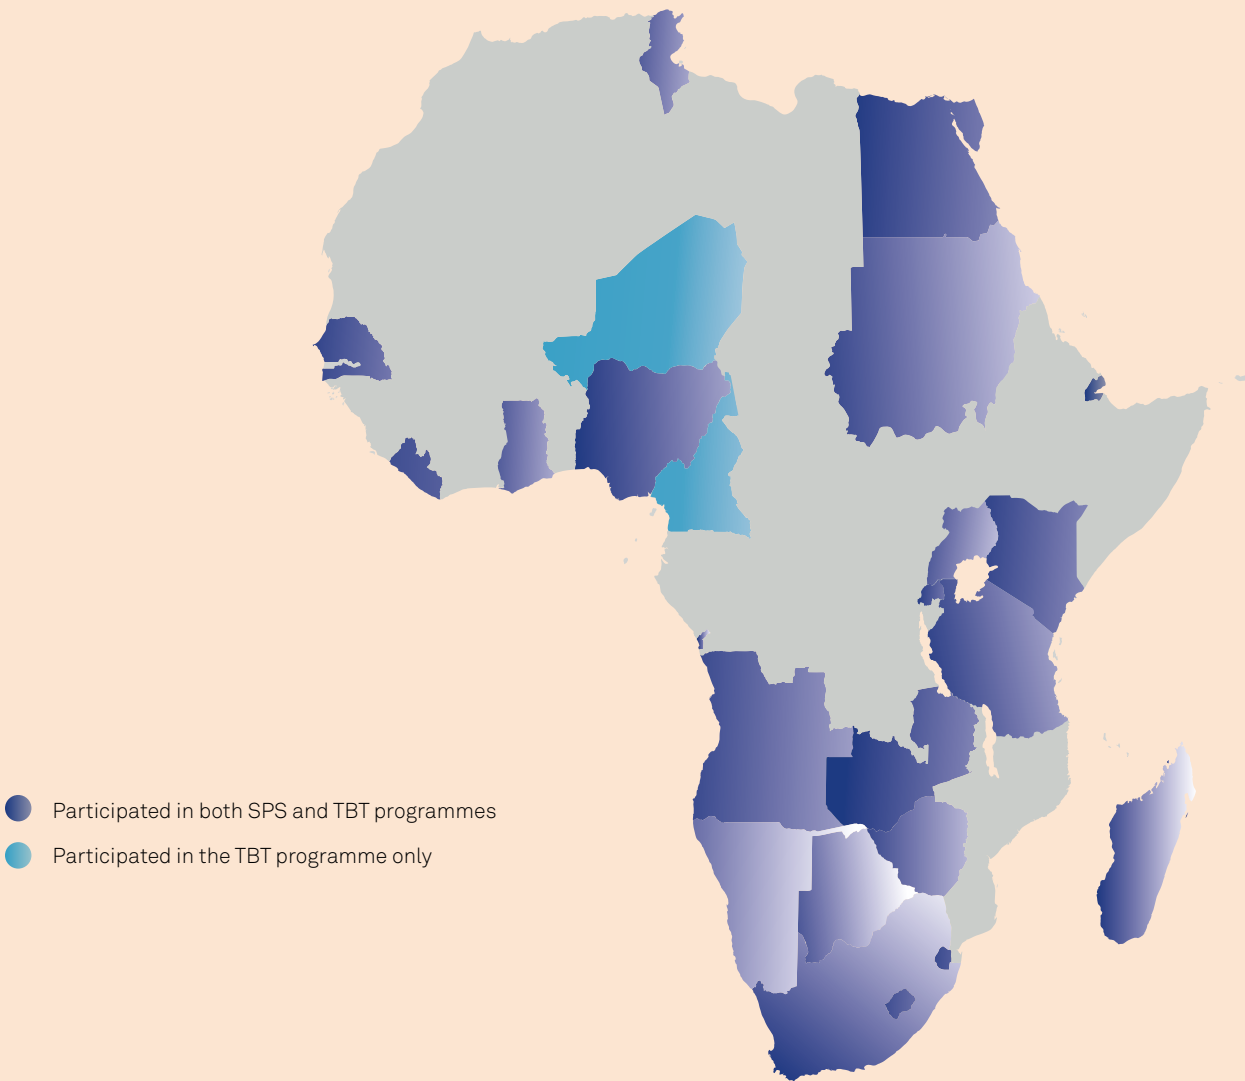 Participated in both SPS and TBT programmes
Participated in the TBT programme only